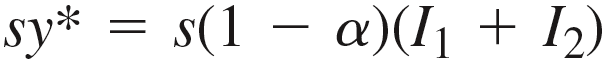 sy* = s(1 − α)(I₁ + I₂)